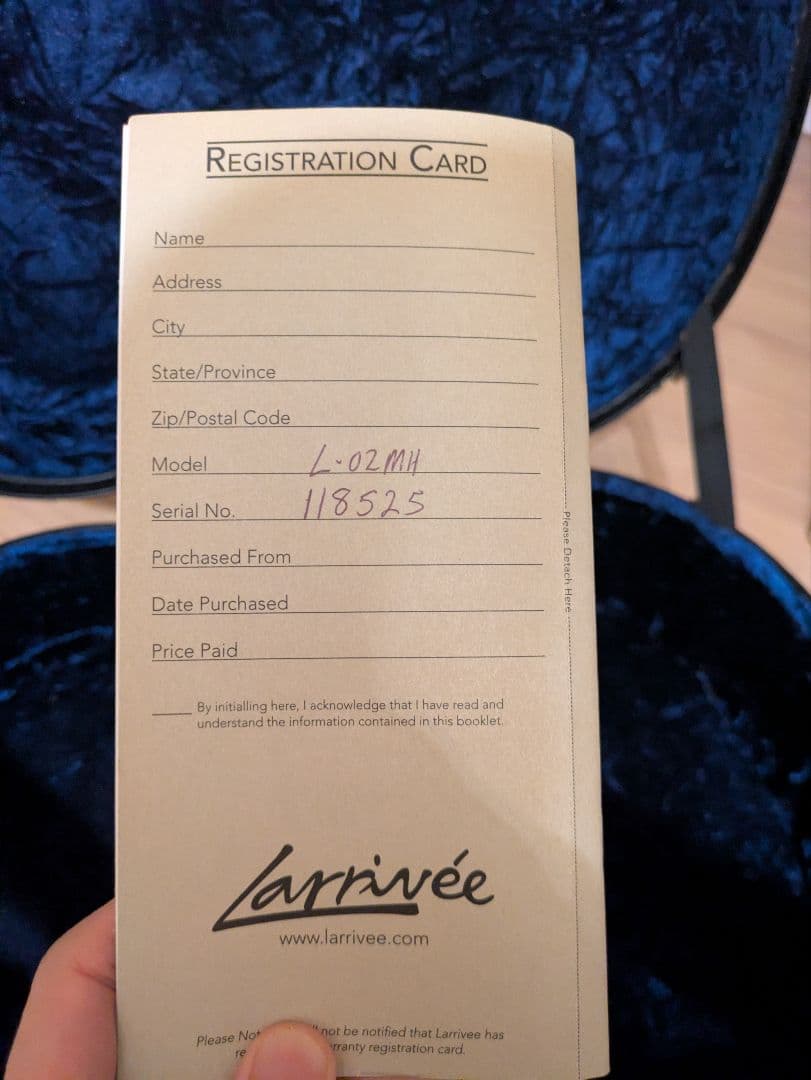 REGISTRATION CARD
Name
Address
City
State/Province
Zip/Postal Code
Model L-02MH
Serial No. 118525
Purchased From
Date Purchased
Price Paid
By initialling here, I acknowledge that I have read and
understand the information contained in this booklet.
Please Detach Here
Larrivée
www.larrivee.com
Please not be notified that Larrivee has
registration card.